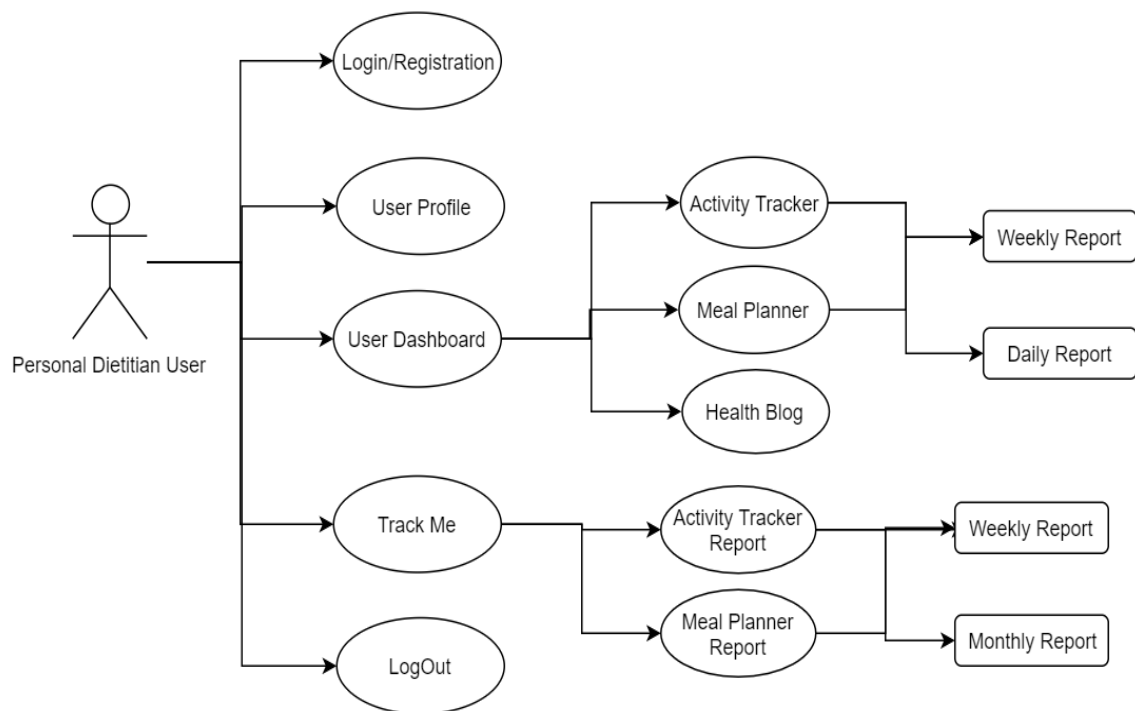 Login/Registration
User Profile
Activity Tracker
Weekly Report
User Dashboard
Meal Planner
Personal Dietitian User
Daily Report
Health Blog
Track Me
Activity Tracker
Report
Weekly Report
Meal Planner
Report
Monthly Report
LogOut